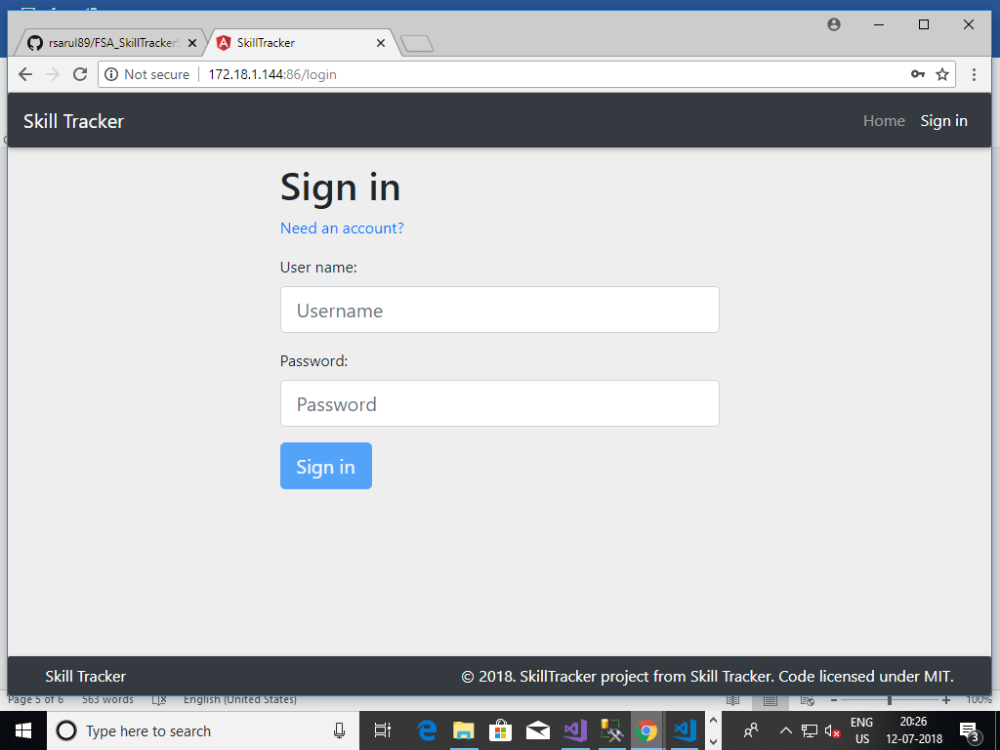 rsarul89/FSA_SkillTrackerS
SkillTracker
Not secure
172.18.1.144:86/login
Skill Tracker
Home
Sign in
Sign in
Need an account?
User name:
Username
Password:
Password
Sign in
Skill Tracker
© 2018. SkillTracker project from Skill Tracker. Code licensed under MIT.
Page 5 of 6
563 words
English (United States)
100%
Type here to search
ENG
US
20:26
12-07-2018
3